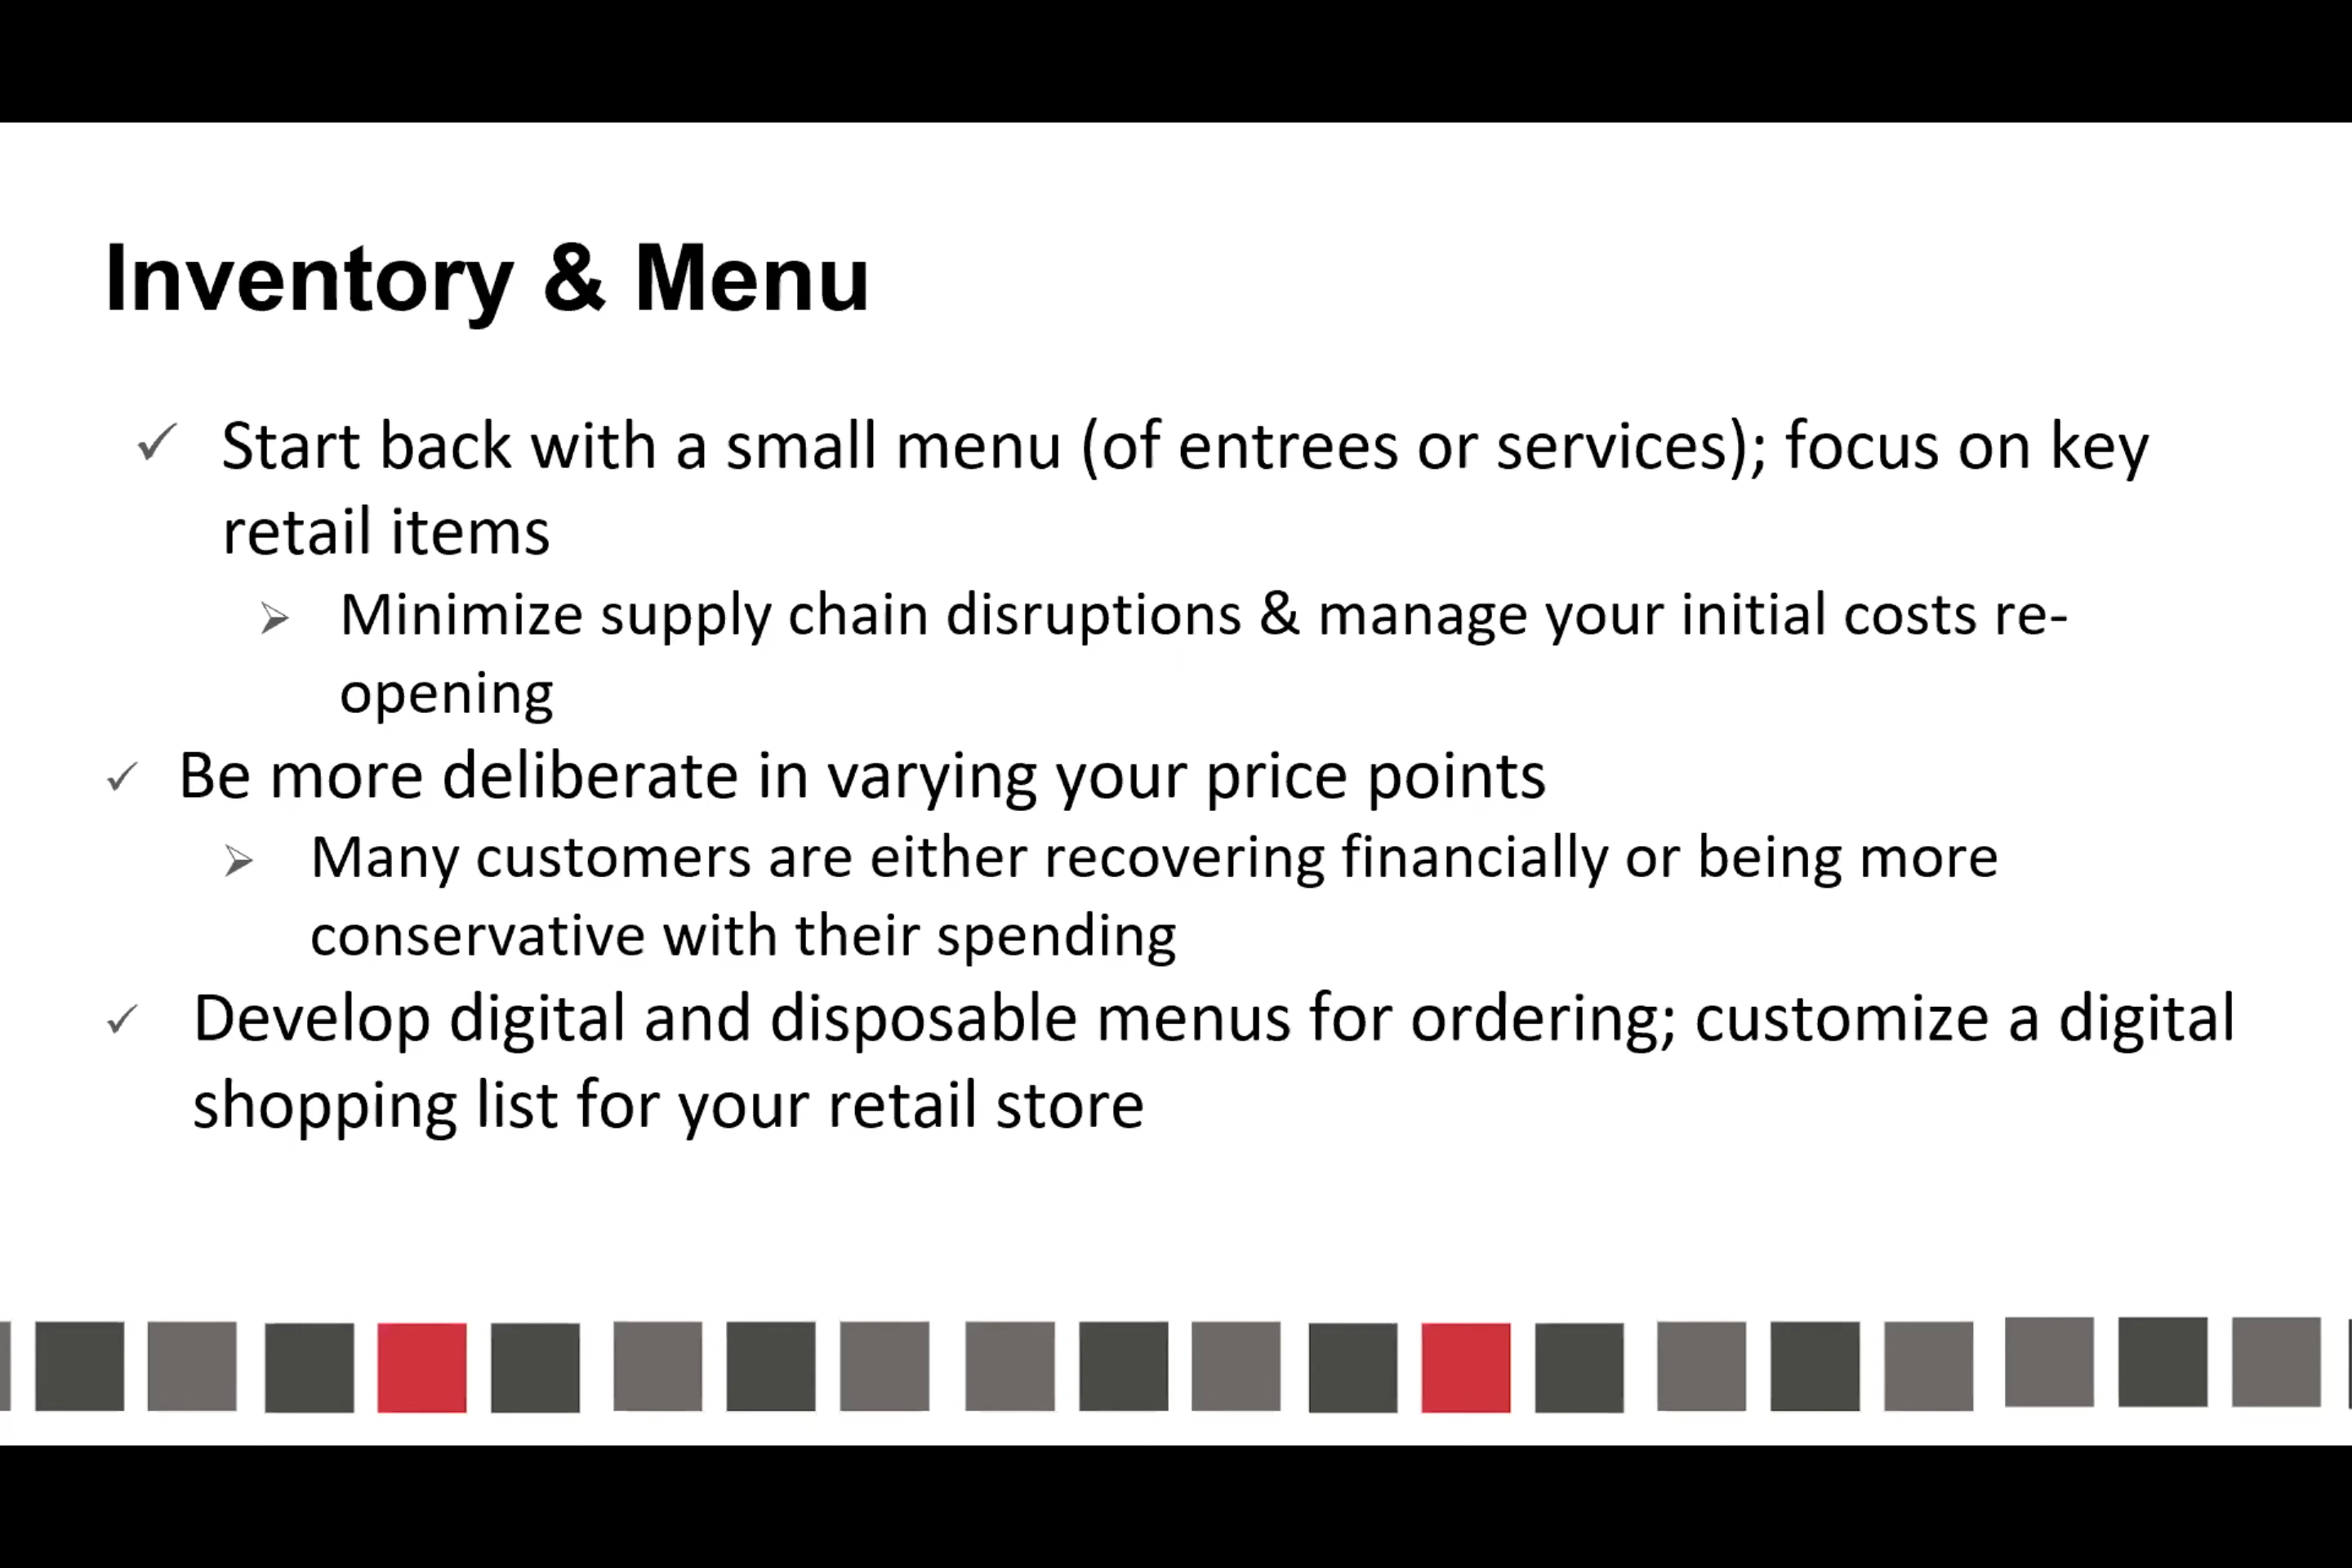 Inventory & Menu
✓ Start back with a small menu (of entrees or services); focus on key
retail items
➢ Minimize supply chain disruptions & manage your initial costs re-
opening
✓ Be more deliberate in varying your price points
➢ Many customers are either recovering financially or being more
conservative with their spending
✓ Develop digital and disposable menus for ordering; customize a digital
shopping list for your retail store